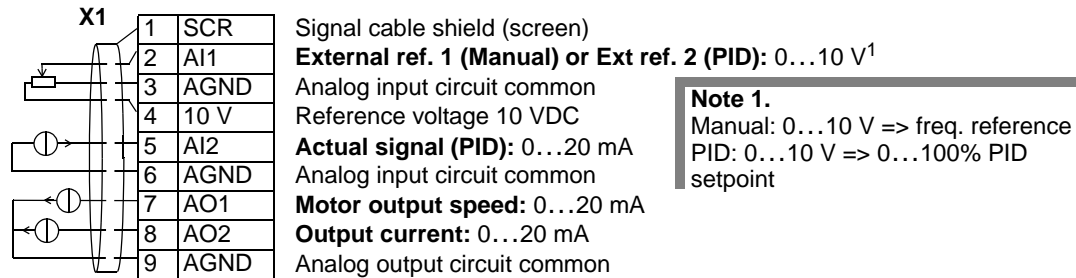 X1
1 SCR Signal cable shield (screen)
2 AI1 External ref. 1 (Manual) or Ext ref. 2 (PID): 0…10 V1
3 AGND Analog input circuit common
4 10 V Reference voltage 10 VDC
5 AI2 Actual signal (PID): 0…20 mA
6 AGND Analog input circuit common
7 AO1 Motor output speed: 0…20 mA
8 AO2 Output current: 0…20 mA
9 AGND Analog output circuit common
Note 1.
Manual: 0…10 V => freq. reference
PID: 0…10 V => 0…100% PID
setpoint